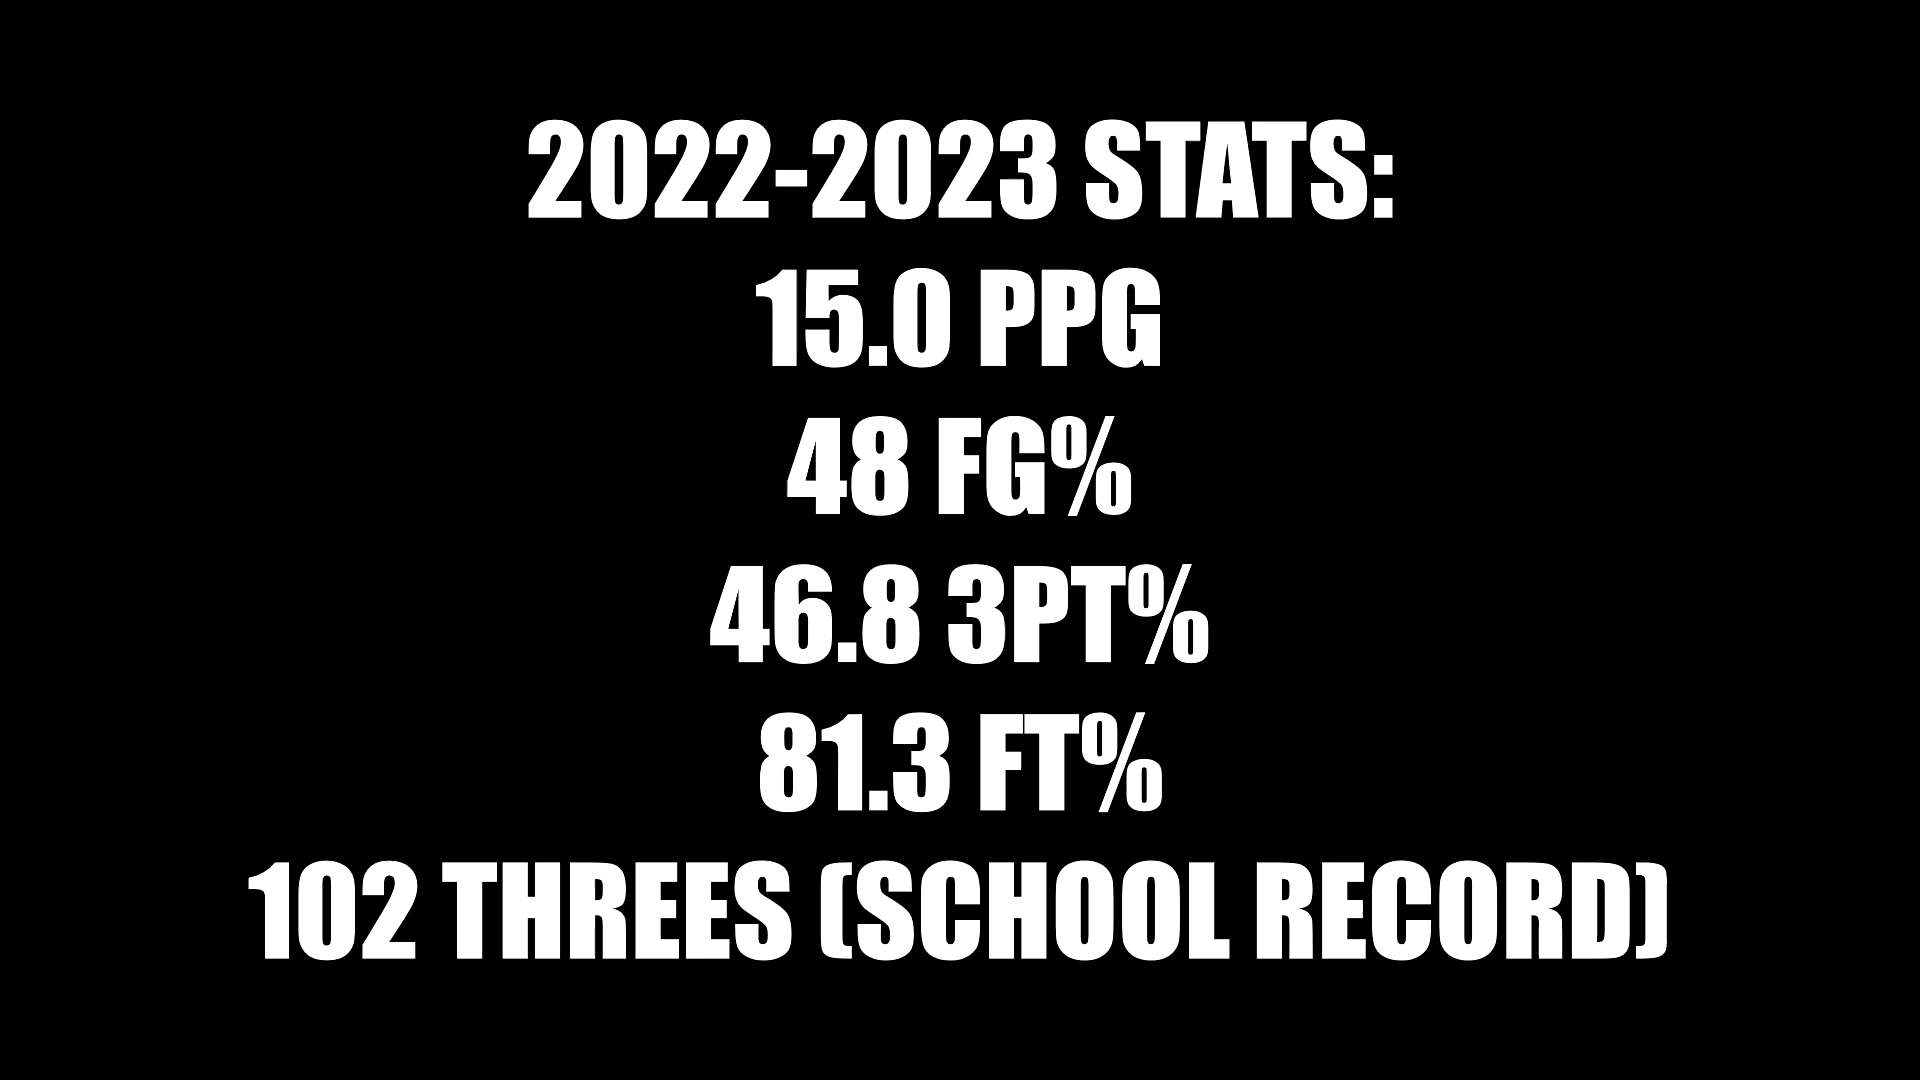 2022-2023 STATS:
15.0 PPG
48 FG%
46.8 3PT%
81.3 FT%
102 THREES (SCHOOL RECORD)